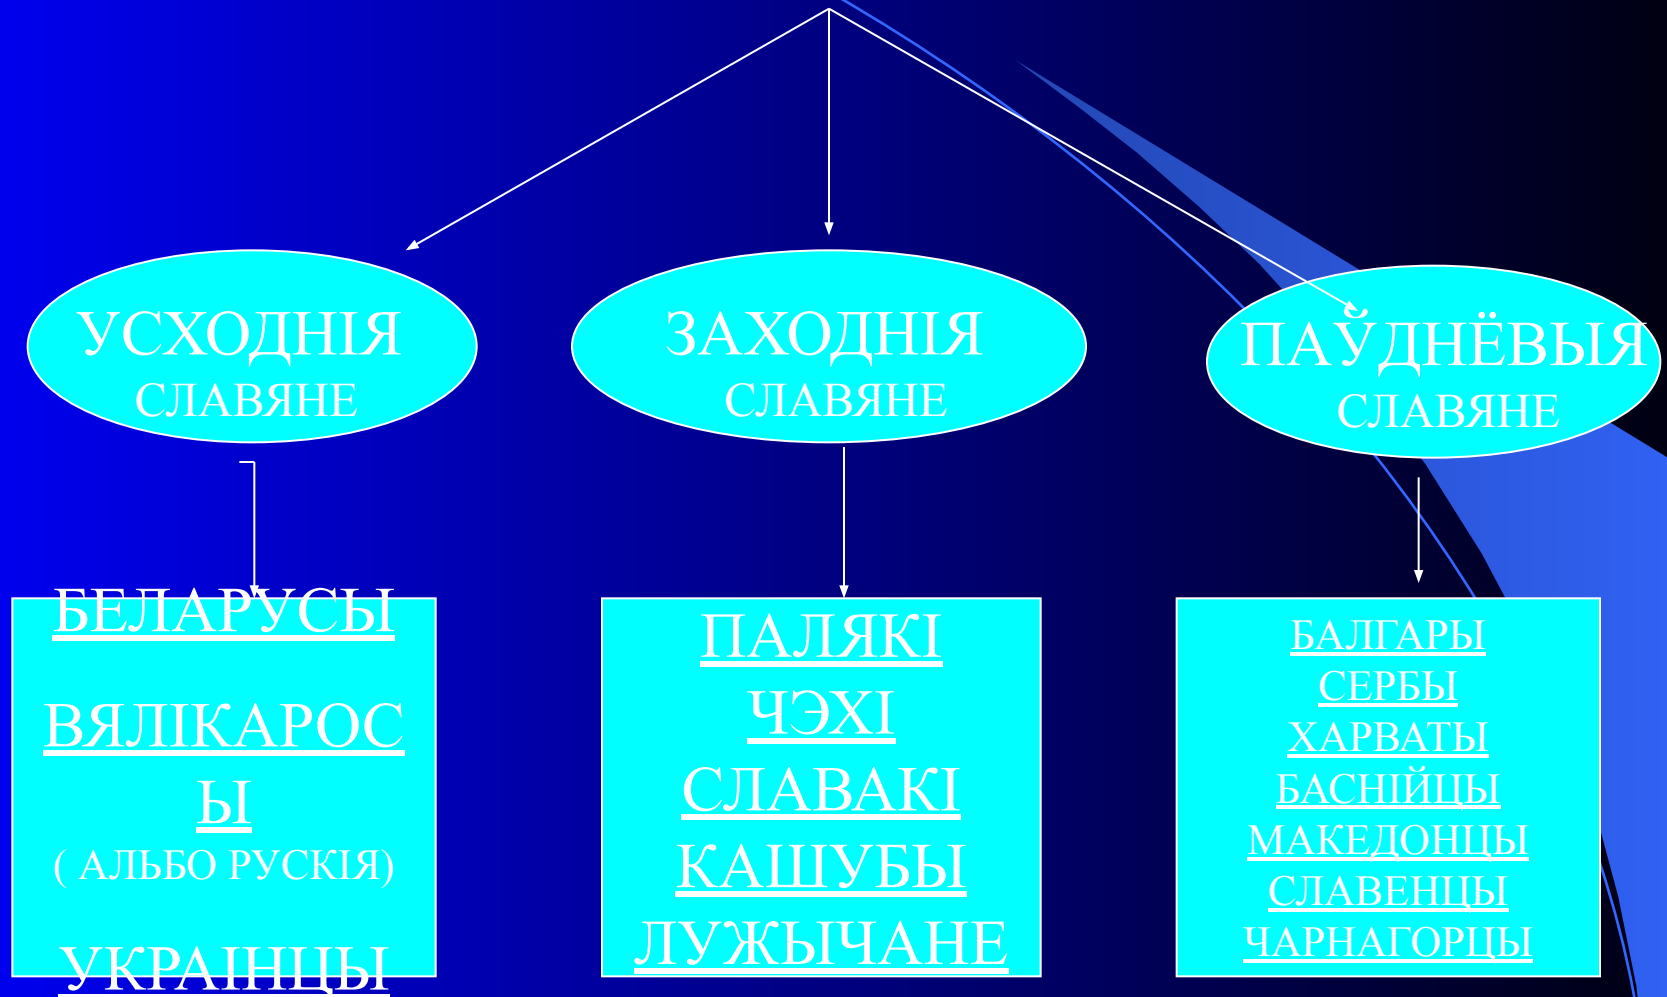 УСХОДНІЯ
СЛАВЯНЕ
ЗАХОДНІЯ
СЛАВЯНЕ
ПАЎДНЁВЫЯ
СЛАВЯНЕ
БЕЛАРУСЫ
ВЯЛІКАРОС
Ы
( АЛЬБО РУСКІЯ)
УКРАІНЦЫ
ПАЛЯКІ
ЧЭХІ
СЛАВАКІ
КАШУБЫ
ЛУЖЫЧАНЕ
БАЛГАРЫ
СЕРБЫ
ХАРВАТЫ
БАСНІЙЦЫ
МАКЕДОНЦЫ
СЛАВЕНЦЫ
ЧАРНАГОРЦЫ